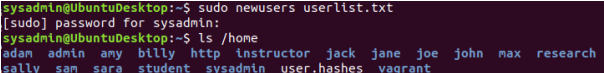 sysadmin@UbuntuDesktop:~$ sudo newusers userlist.txt
[sudo] password for sysadmin:
sysadmin@UbuntuDesktop:~$ ls /home
adam admin amy billy http instructor jack jane joe john max research
sally sam sara student sysadmin user.hashes vagrant